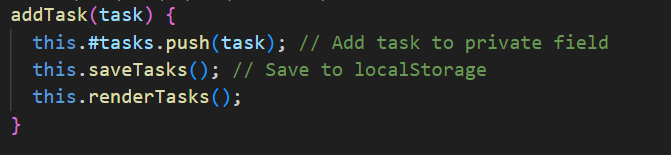 addTask(task) {
this.#tasks.push(task); // Add task to private field
this.saveTasks(); // Save to localStorage
this.renderTasks();
}